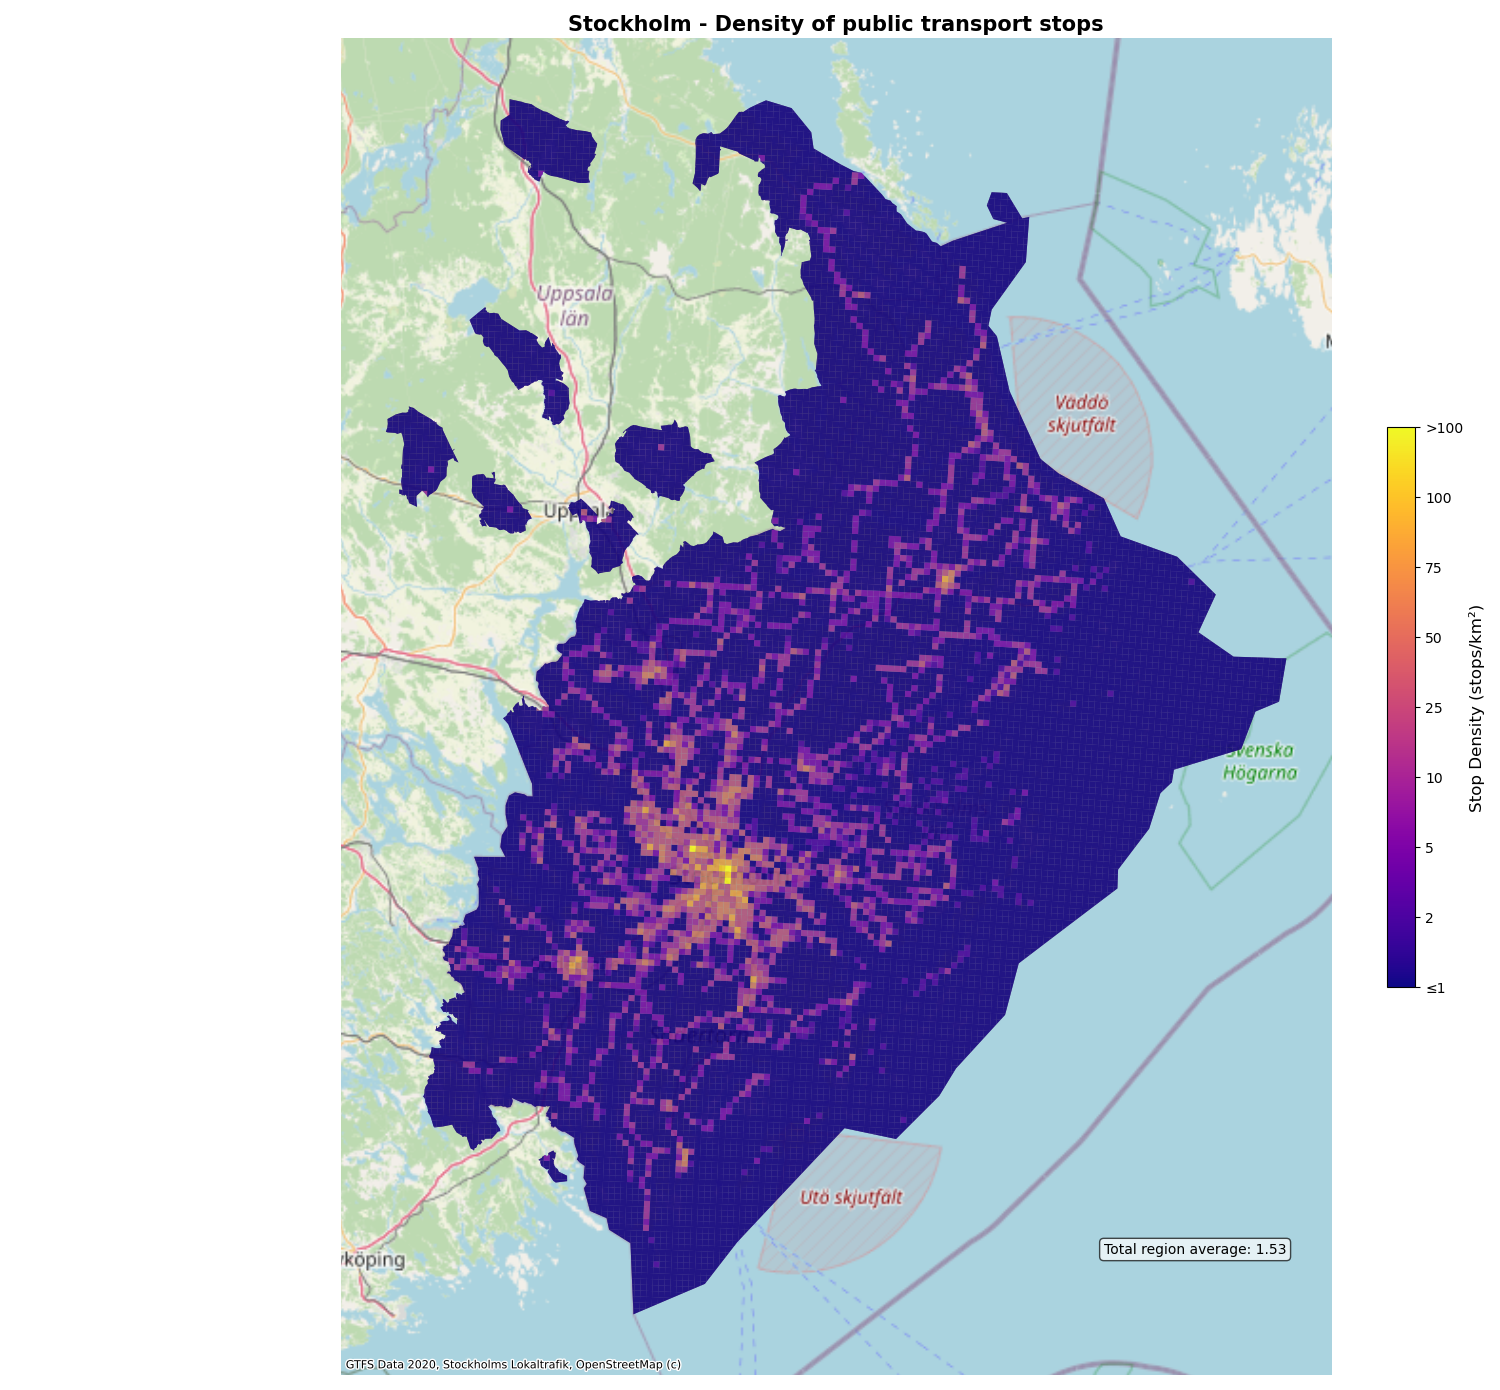 Stockholm - Density of public transport stops
Uppsala
län
Väddö
skjutfält
>100
100
75
50
25
10
5
2
≤1
Stop Density (stops/km²)
Svenska
Högarna
Utö skjutfält
Total region average: 1.53
GTFS Data 2020, Stockholms Lokaltrafik, OpenStreetMap (c)